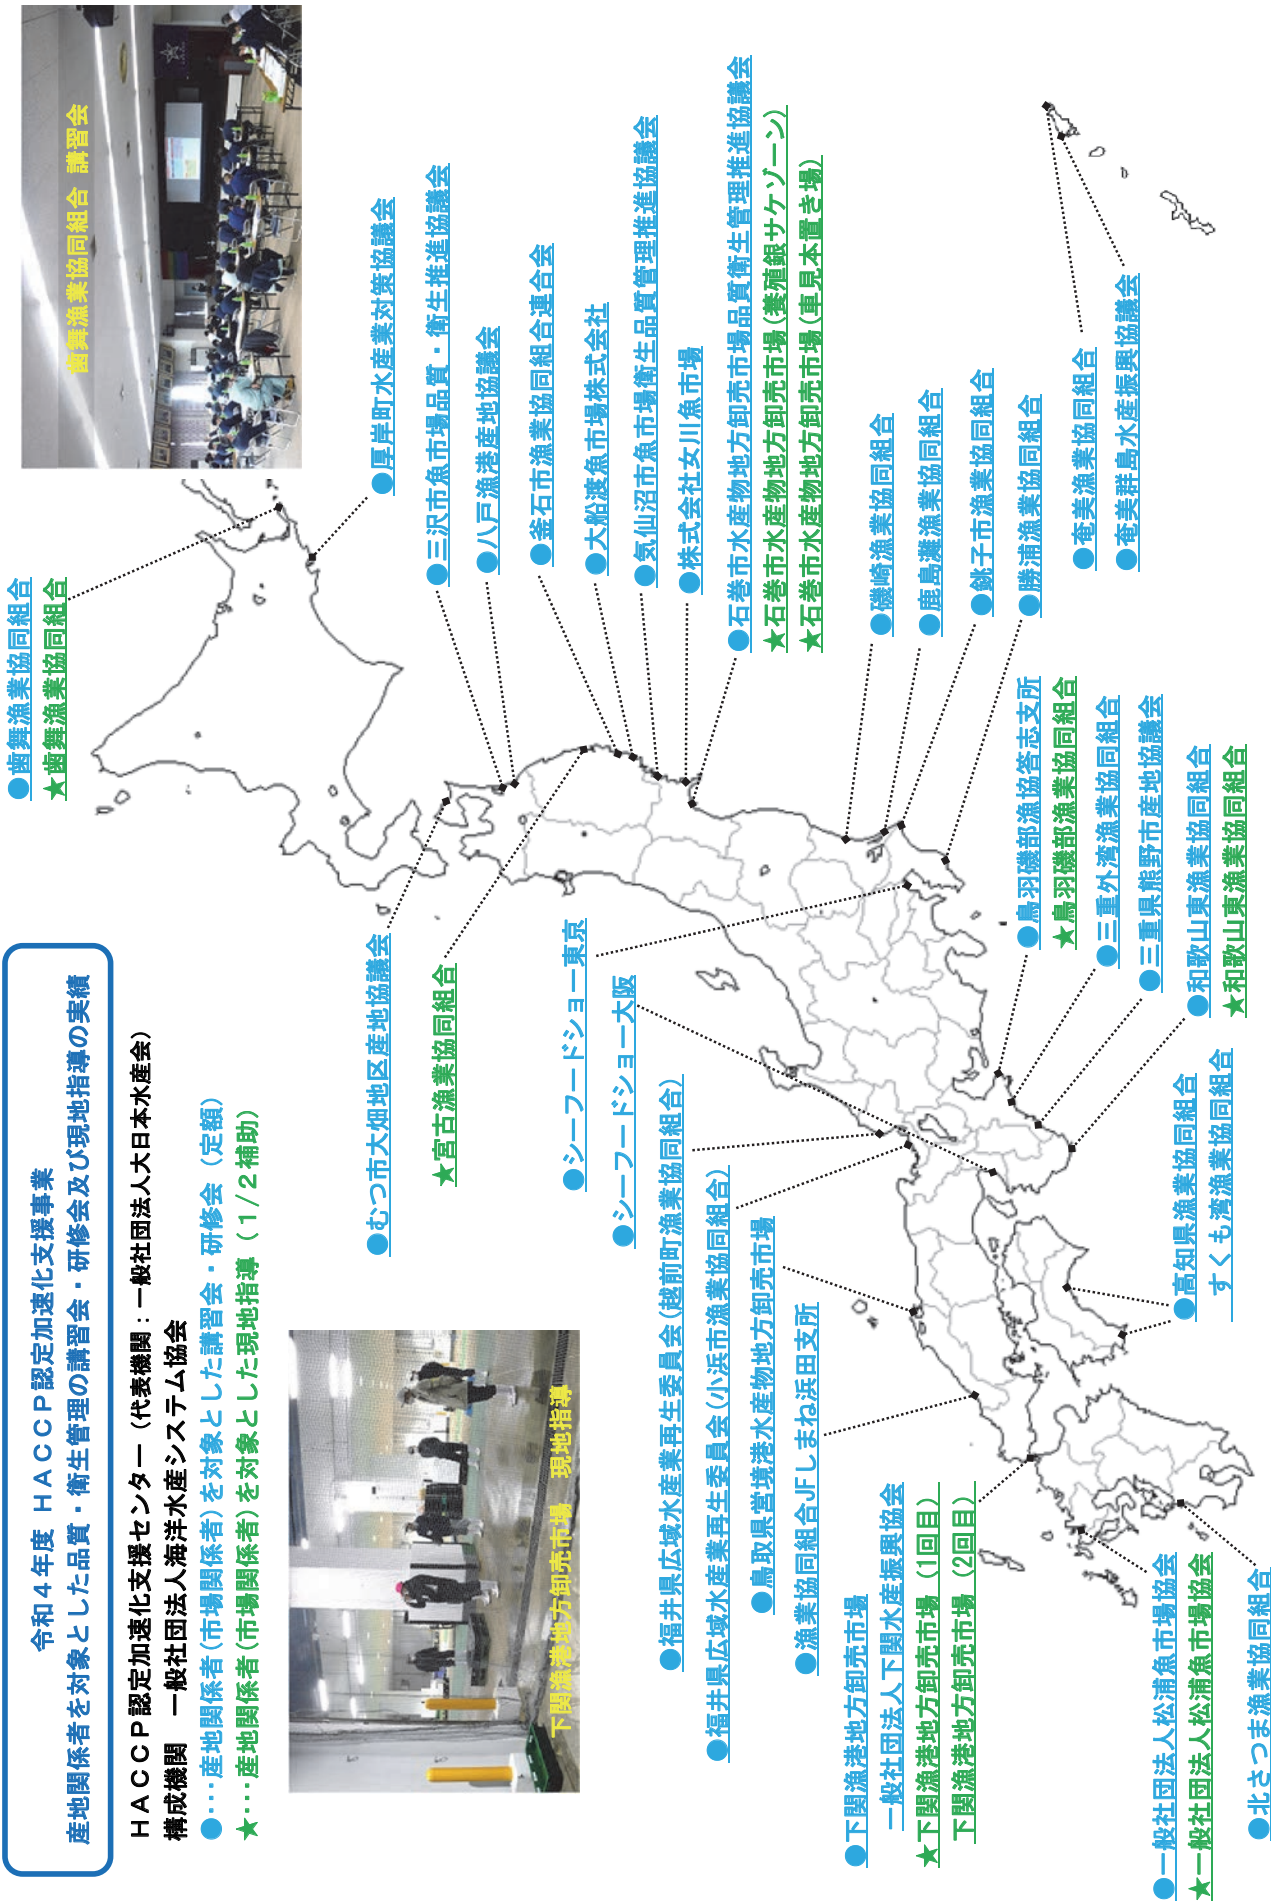 令和４年度 ＨＡＣＣＰ認定加速化支援事業
産地関係者を対象とした品質・衛生管理の講習会・研修会及び現地指導の実績
ＨＡＣＣＰ認定加速化支援センター（代表機関：一般社団法人大日本水産会）
構成機関　一般社団法人海洋水産システム協会
●･･･産地関係者(市場関係者)を対象とした講習会・研修会（定額）
★･･･産地関係者(市場関係者)を対象とした現地指導（１/２補助）
●歯舞漁業協同組合
★歯舞漁業協同組合
歯舞漁業協同組合 講習会
●厚岸町水産業対策協議会
●三沢市魚市場品質・衛生推進協議会
●八戸漁港産地協議会
●釜石市漁業協同組合連合会
●大船渡魚市場株式会社
●気仙沼市魚市場衛生品質管理推進協議会
●株式会社女川魚市場
●石巻市水産物地方卸売市場品質衛生管理推進協議会
★石巻市水産物地方卸売市場(養殖銀サケゾーン)
★石巻市水産物地方卸売市場(車見本置き場)
●磯崎漁業協同組合
●鹿島灘漁業協同組合
●銚子市漁業協同組合
●勝浦漁業協同組合
●奄美漁業協同組合
●奄美群島水産振興協議会
●むつ市大畑地区産地協議会
★宮古漁業協同組合
●シーフードショー東京
●シーフードショー大阪
●鳥羽磯部漁協答志支所
★鳥羽磯部漁業協同組合
●三重外湾漁業協同組合
●三重県熊野市産地協議会
●和歌山東漁業協同組合
★和歌山東漁業協同組合
下関漁港地方卸売市場　現地指導
●福井県広域水産業再生委員会(越前町漁業協同組合)
●福井県広域水産業再生委員会(小浜市漁業協同組合)
●鳥取県営境港水産物地方卸売市場
●漁業協同組合JFしまね浜田支所
●下関漁港地方卸売市場
一般社団法人下関水産振興協会
★下関漁港地方卸売市場（1回目）
下関漁港地方卸売市場（2回目）
●高知県漁業協同組合
すくも湾漁業協同組合
●一般社団法人松浦魚市場協会
★一般社団法人松浦魚市場協会
●北さつま漁業協同組合